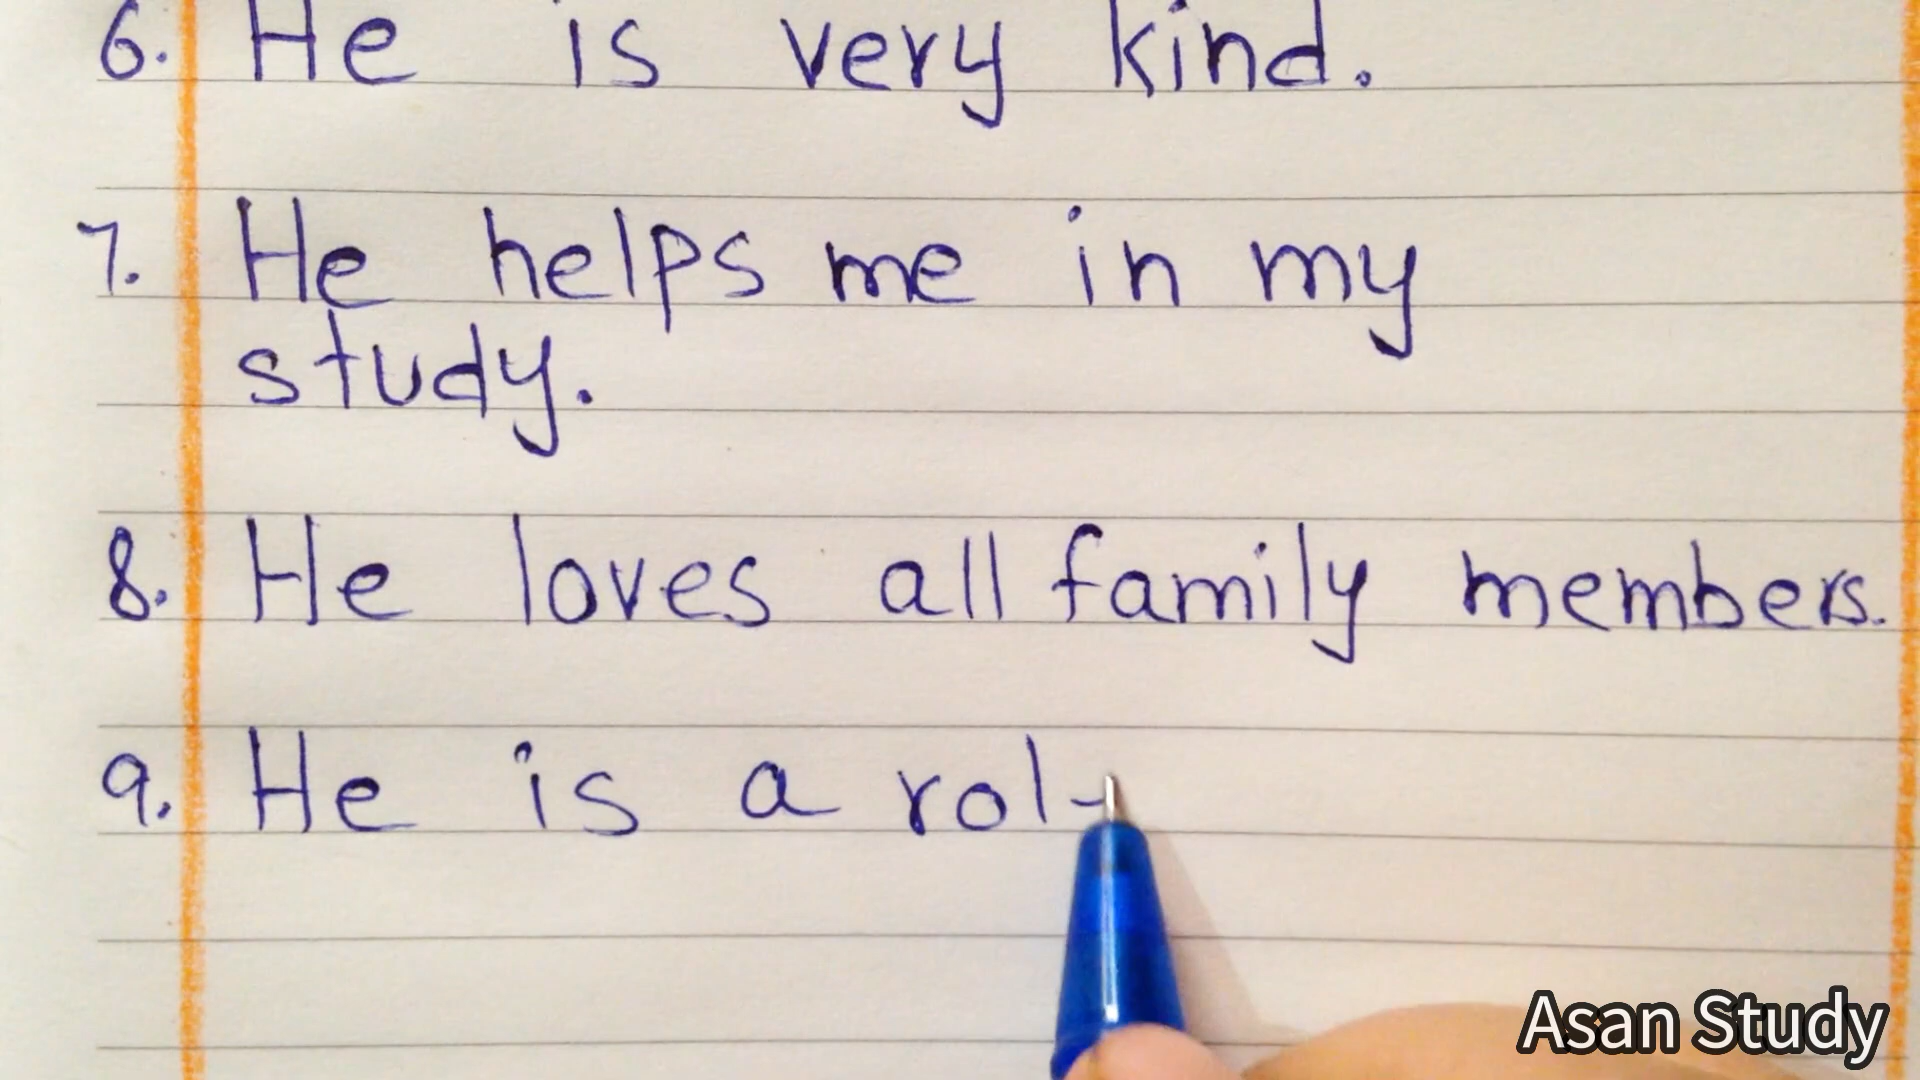 6. He is very kind.
7. He helps me in my
study.
8. He loves all family members.
9. He is a rol
Asan Study